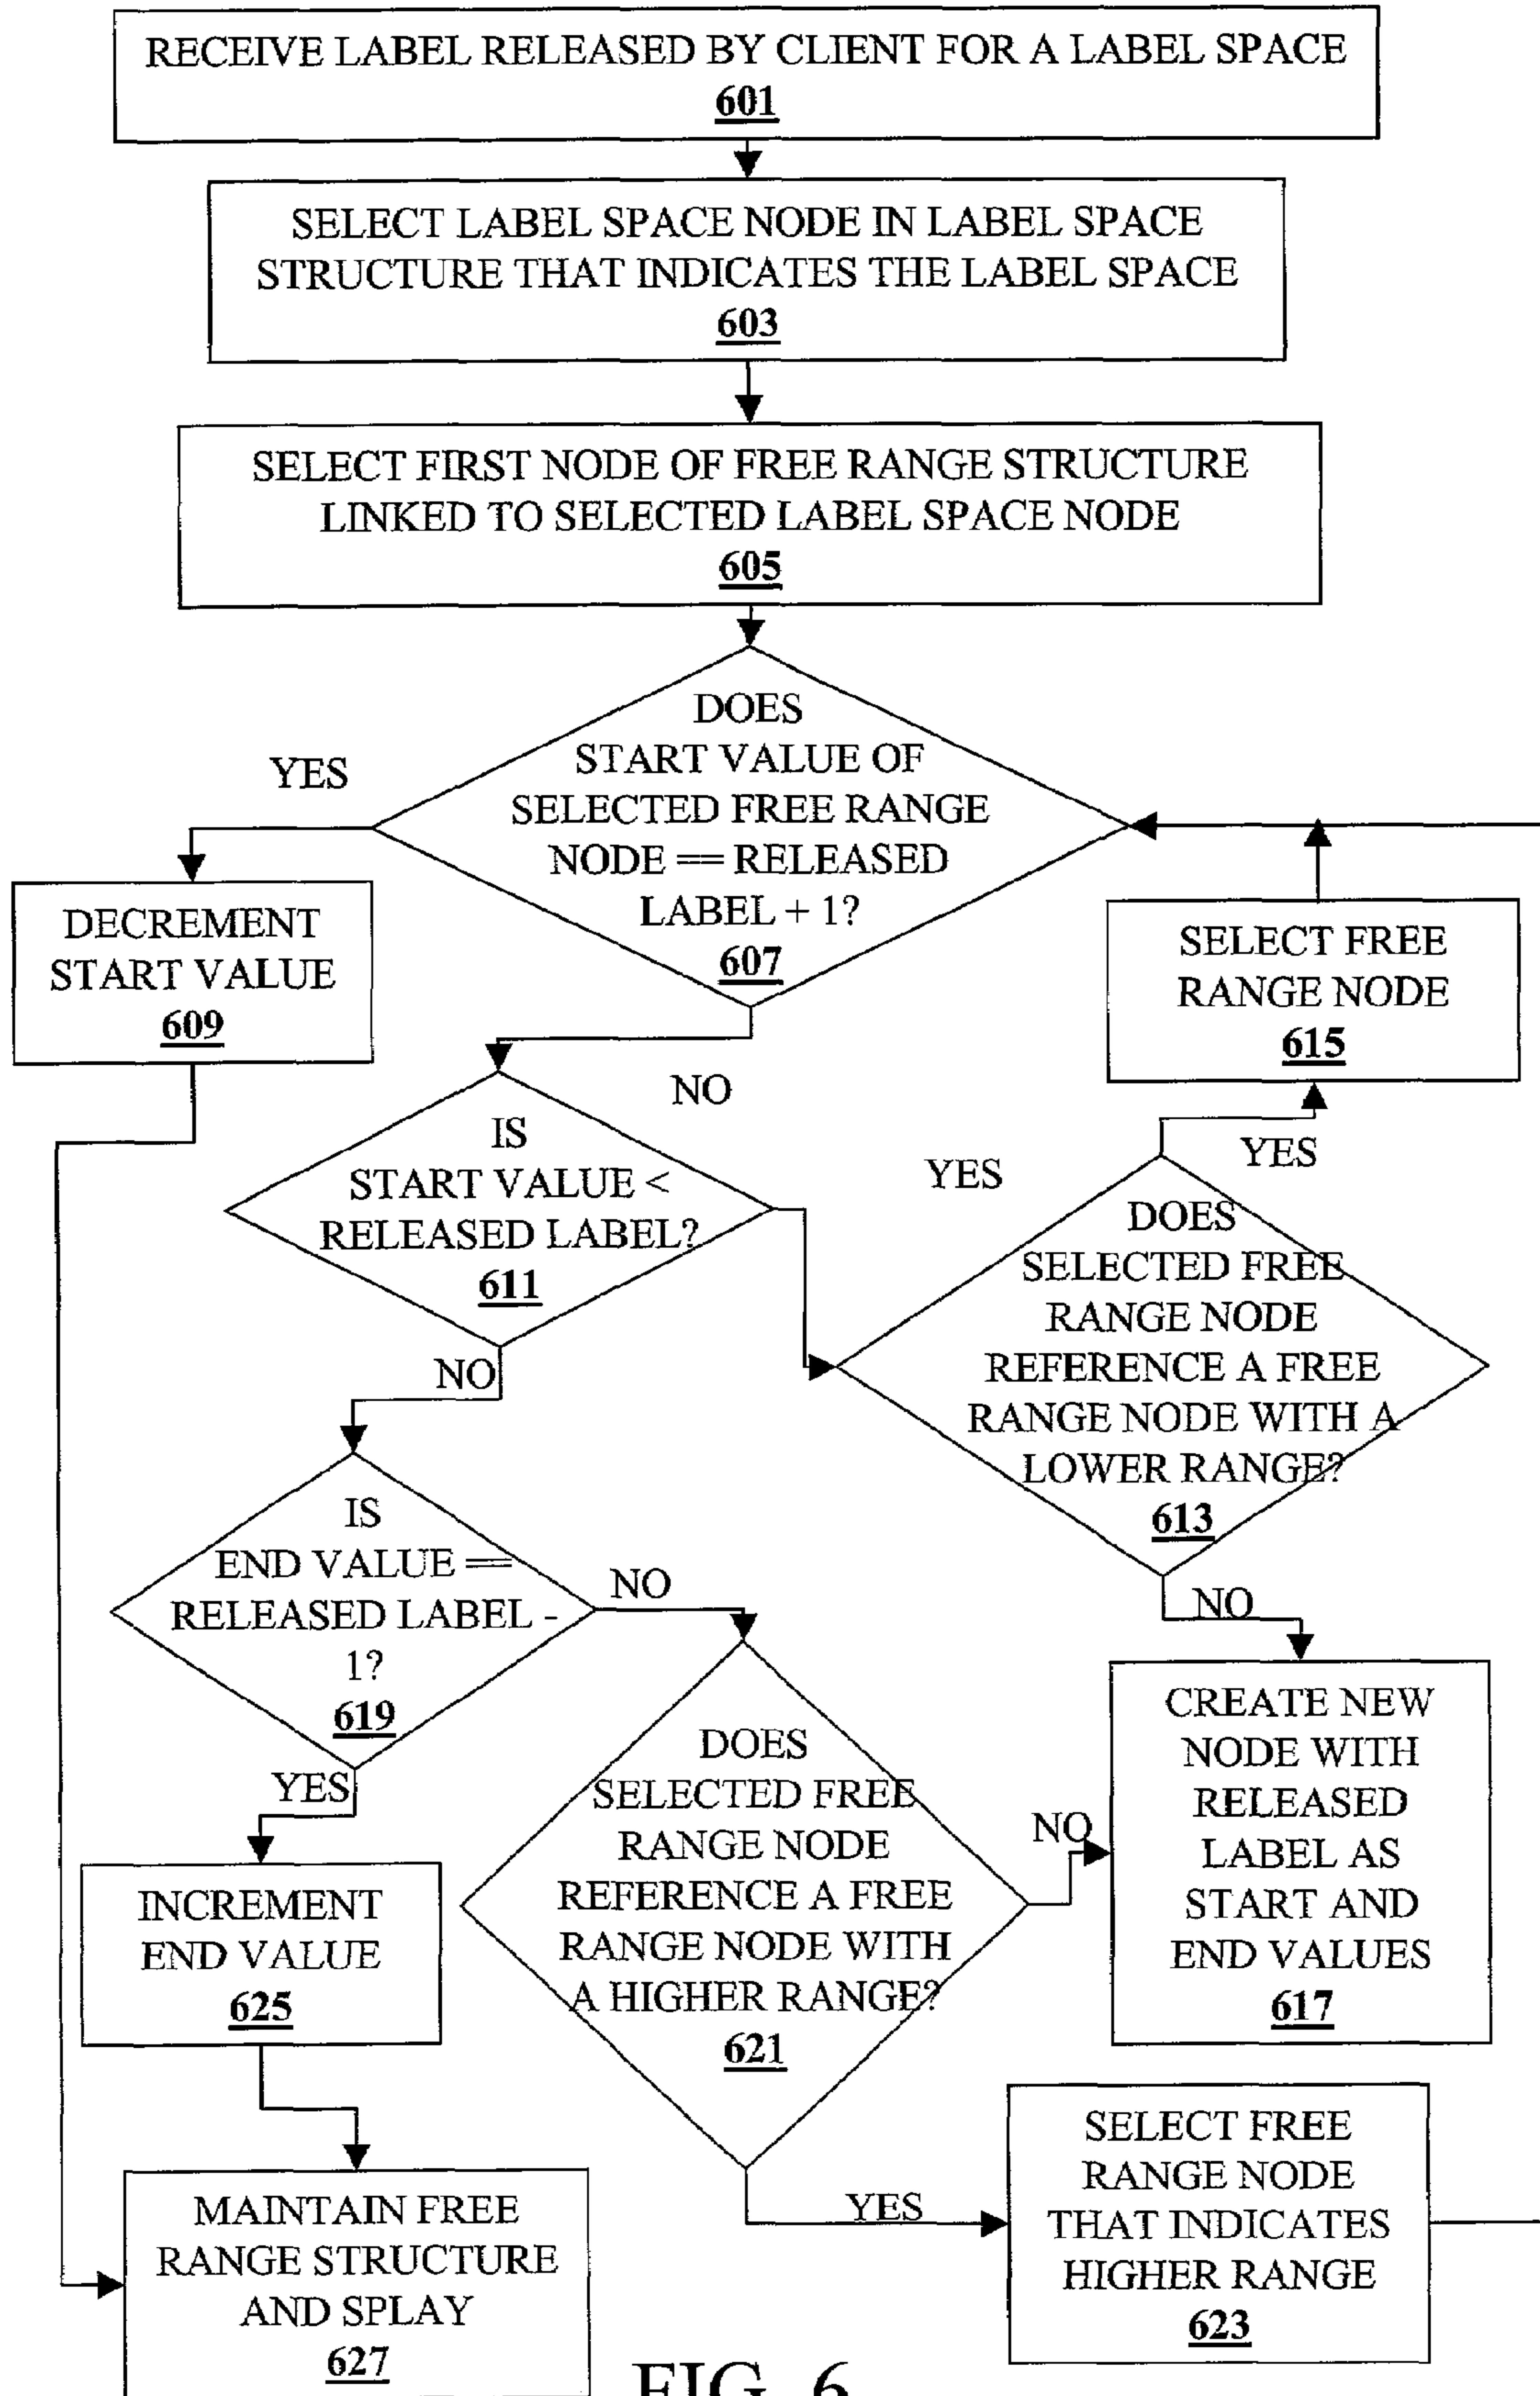 RECEIVE LABEL RELEASED BY CLIENT FOR A LABEL SPACE
601
SELECT LABEL SPACE NODE IN LABEL SPACE
STRUCTURE THAT INDICATES THE LABEL SPACE
603
SELECT FIRST NODE OF FREE RANGE STRUCTURE
LINKED TO SELECTED LABEL SPACE NODE
605
DOES
START VALUE OF
SELECTED FREE RANGE
NODE == RELEASED
LABEL + 1?
607
YES
DECREMENT
START VALUE
609
SELECT FREE
RANGE NODE
615
NO
IS
START VALUE <
RELEASED LABEL?
611
YES
YES
DOES
SELECTED FREE
RANGE NODE
REFERENCE A FREE
RANGE NODE WITH A
LOWER RANGE?
613
NO
NO
IS
END VALUE ==
RELEASED LABEL -
1?
619
NO
YES
DOES
SELECTED FREE
RANGE NODE
REFERENCE A FREE
RANGE NODE WITH
A HIGHER RANGE?
621
NO
CREATE NEW
NODE WITH
RELEASED
LABEL AS
START AND
END VALUES
617
INCREMENT
END VALUE
625
YES
SELECT FREE
RANGE NODE
THAT INDICATES
HIGHER RANGE
623
MAINTAIN FREE
RANGE STRUCTURE
AND SPLAY
627
FIG. 6